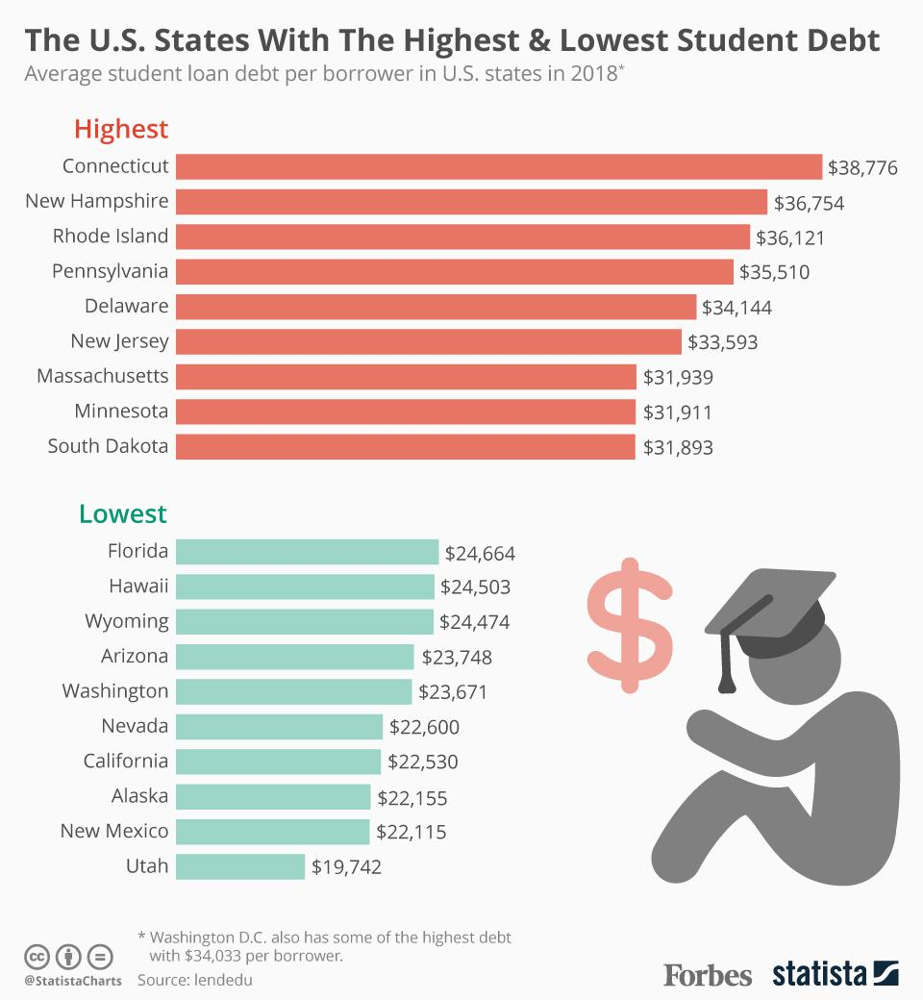 The U.S. States With The Highest & Lowest Student Debt
Average student loan debt per borrower in U.S. states in 2018*
Highest
Connecticut $38,776
New Hampshire $36,754
Rhode Island $36,121
Pennsylvania $35,510
Delaware $34,144
New Jersey $33,593
Massachusetts $31,939
Minnesota $31,911
South Dakota $31,893
Lowest
Florida $24,664
Hawaii $24,503
Wyoming $24,474
Arizona $23,748
Washington $23,671
Nevada $22,600
California $22,530
Alaska $22,155
New Mexico $22,115
Utah $19,742
$
* Washington D.C. also has some of the highest debt
with $34,033 per borrower.
cc
@StatistaCharts Source: lendedu
Forbes statista